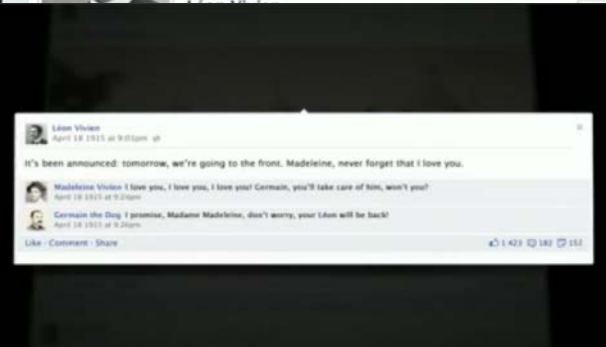 Léon Vivien
April 18 1915 at 9:01pm
It's been announced: tomorrow, we're going to the front. Madeleine, never forget that I love you.
Madeleine Vivien I love you, I love you, I love you! Germain, you'll take care of him, won't you?
April 18 1915 at 9:24pm
Germain the Dog I promise, Madame Madeleine, don't worry, your Léon will be back!
April 18 1915 at 9:26pm
Like · Comment · Share 1 423 182 152